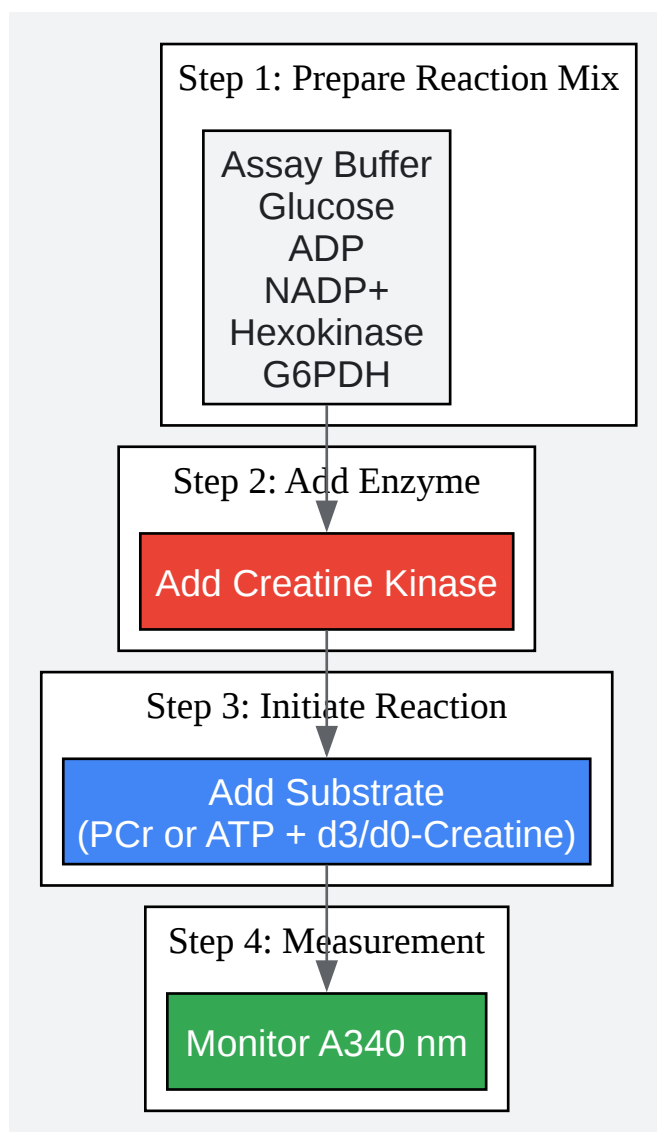 Step 1: Prepare Reaction Mix
Assay Buffer
Glucose
ADP
NADP+
Hexokinase
G6PDH
Step 2: Add Enzyme
Add Creatine Kinase
Step 3: Initiate Reaction
Add Substrate
(PCr or ATP + d3/d0-Creatine)
Step 4: Measurement
Monitor A340 nm